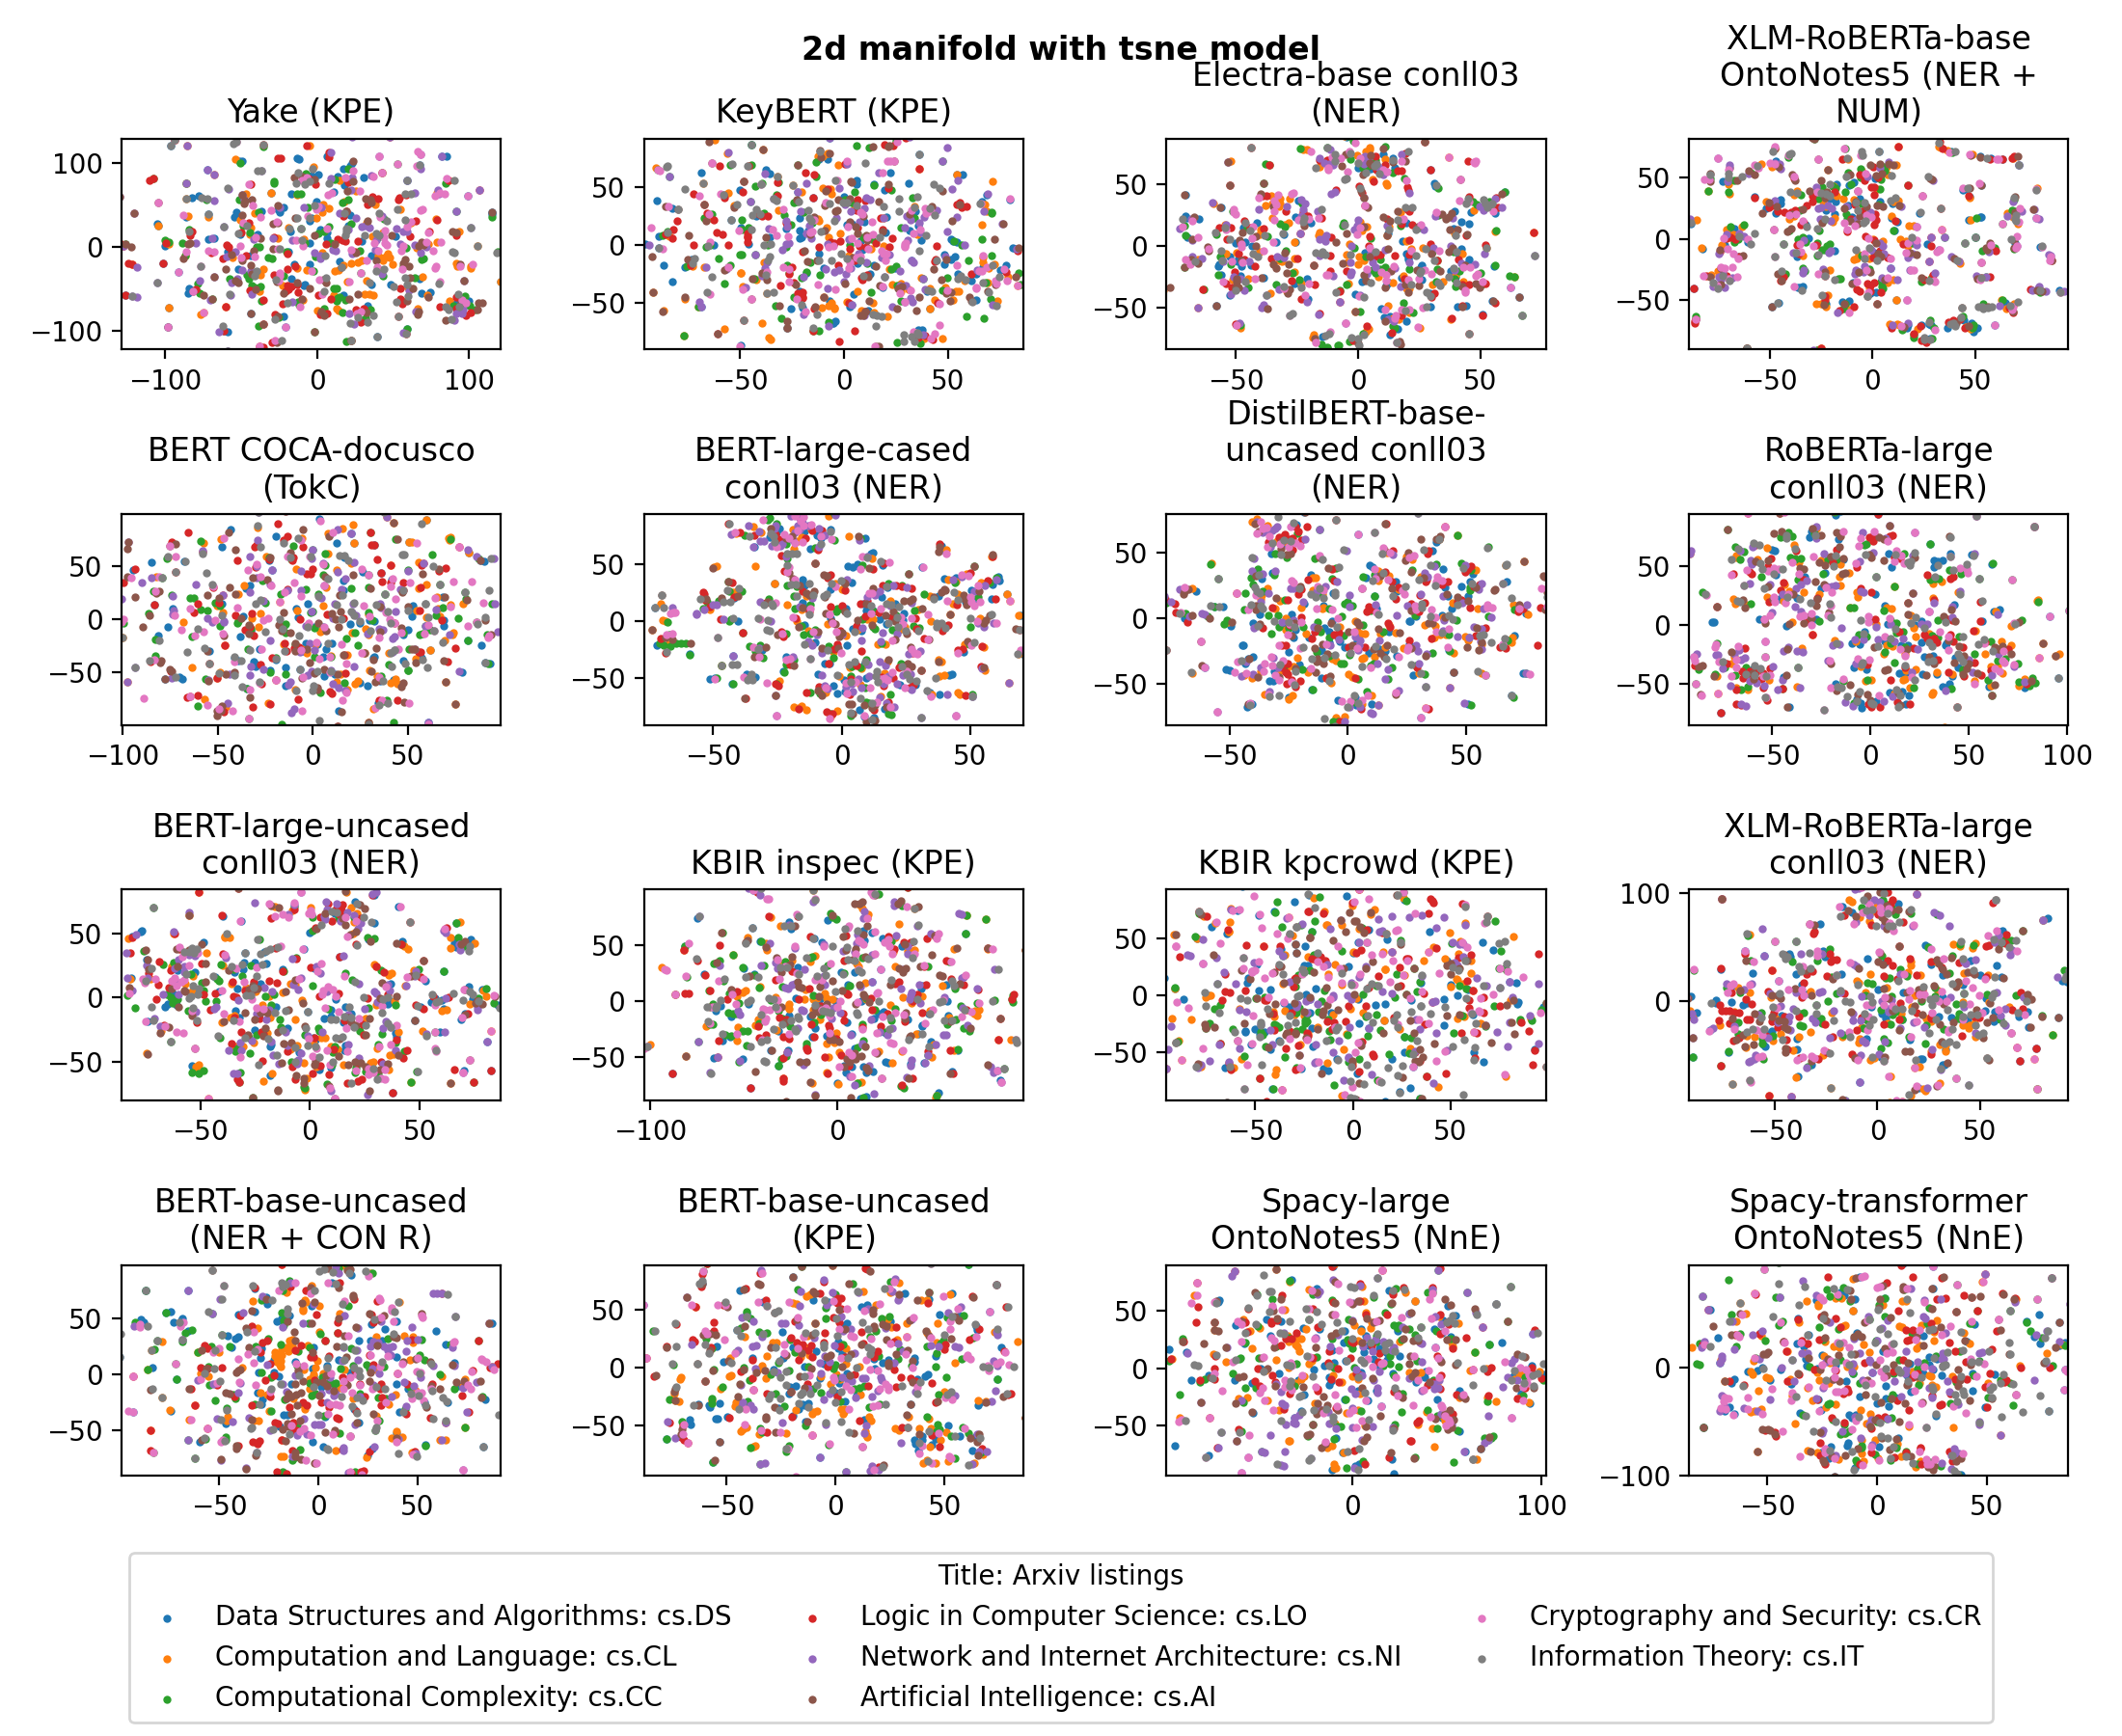 2d manifold with tsne model
Yake (KPE)
100
0
−100
−100 0 100
KeyBERT (KPE)
50
0
−50
−50 0 50
Electra-base conll03
(NER)
50
0
−50
−50 0 50
XLM-RoBERTa-base
OntoNotes5 (NER +
NUM)
50
0
−50
−50 0 50
BERT COCA-docusco
(TokC)
50
0
−50
−100 −50 0 50
BERT-large-cased
conll03 (NER)
50
0
−50
−50 0 50
DistilBERT-base-
uncased conll03
(NER)
50
0
−50
−50 0 50
RoBERTa-large
conll03 (NER)
50
0
−50
−50 0 50 100
BERT-large-uncased
conll03 (NER)
50
0
−50
−50 0 50
KBIR inspec (KPE)
50
0
−50
−100 0
KBIR kpcrowd (KPE)
50
0
−50
−50 0 50
XLM-RoBERTa-large
conll03 (NER)
100
0
−50 0 50
BERT-base-uncased
(NER + CON R)
50
0
−50
−50 0 50
BERT-base-uncased
(KPE)
50
0
−50
−50 0 50
Spacy-large
OntoNotes5 (NnE)
50
0
−50
0 100
Spacy-transformer
OntoNotes5 (NnE)
0
−100
−50 0 50
Title: Arxiv listings
Data Structures and Algorithms: cs.DS
Computation and Language: cs.CL
Computational Complexity: cs.CC
Logic in Computer Science: cs.LO
Network and Internet Architecture: cs.NI
Artificial Intelligence: cs.AI
Cryptography and Security: cs.CR
Information Theory: cs.IT